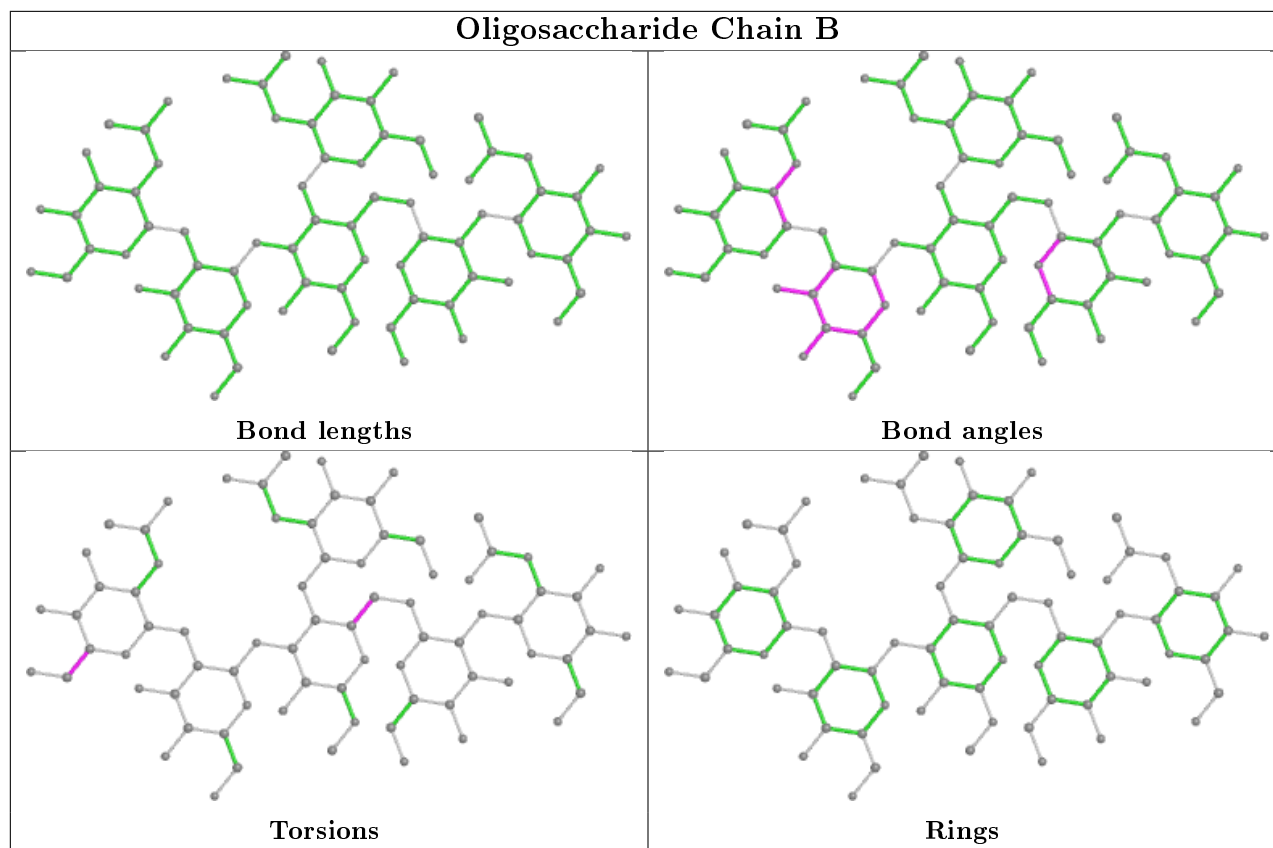 Oligosaccharide Chain B
Bond lengths
Bond angles
Torsions
Rings